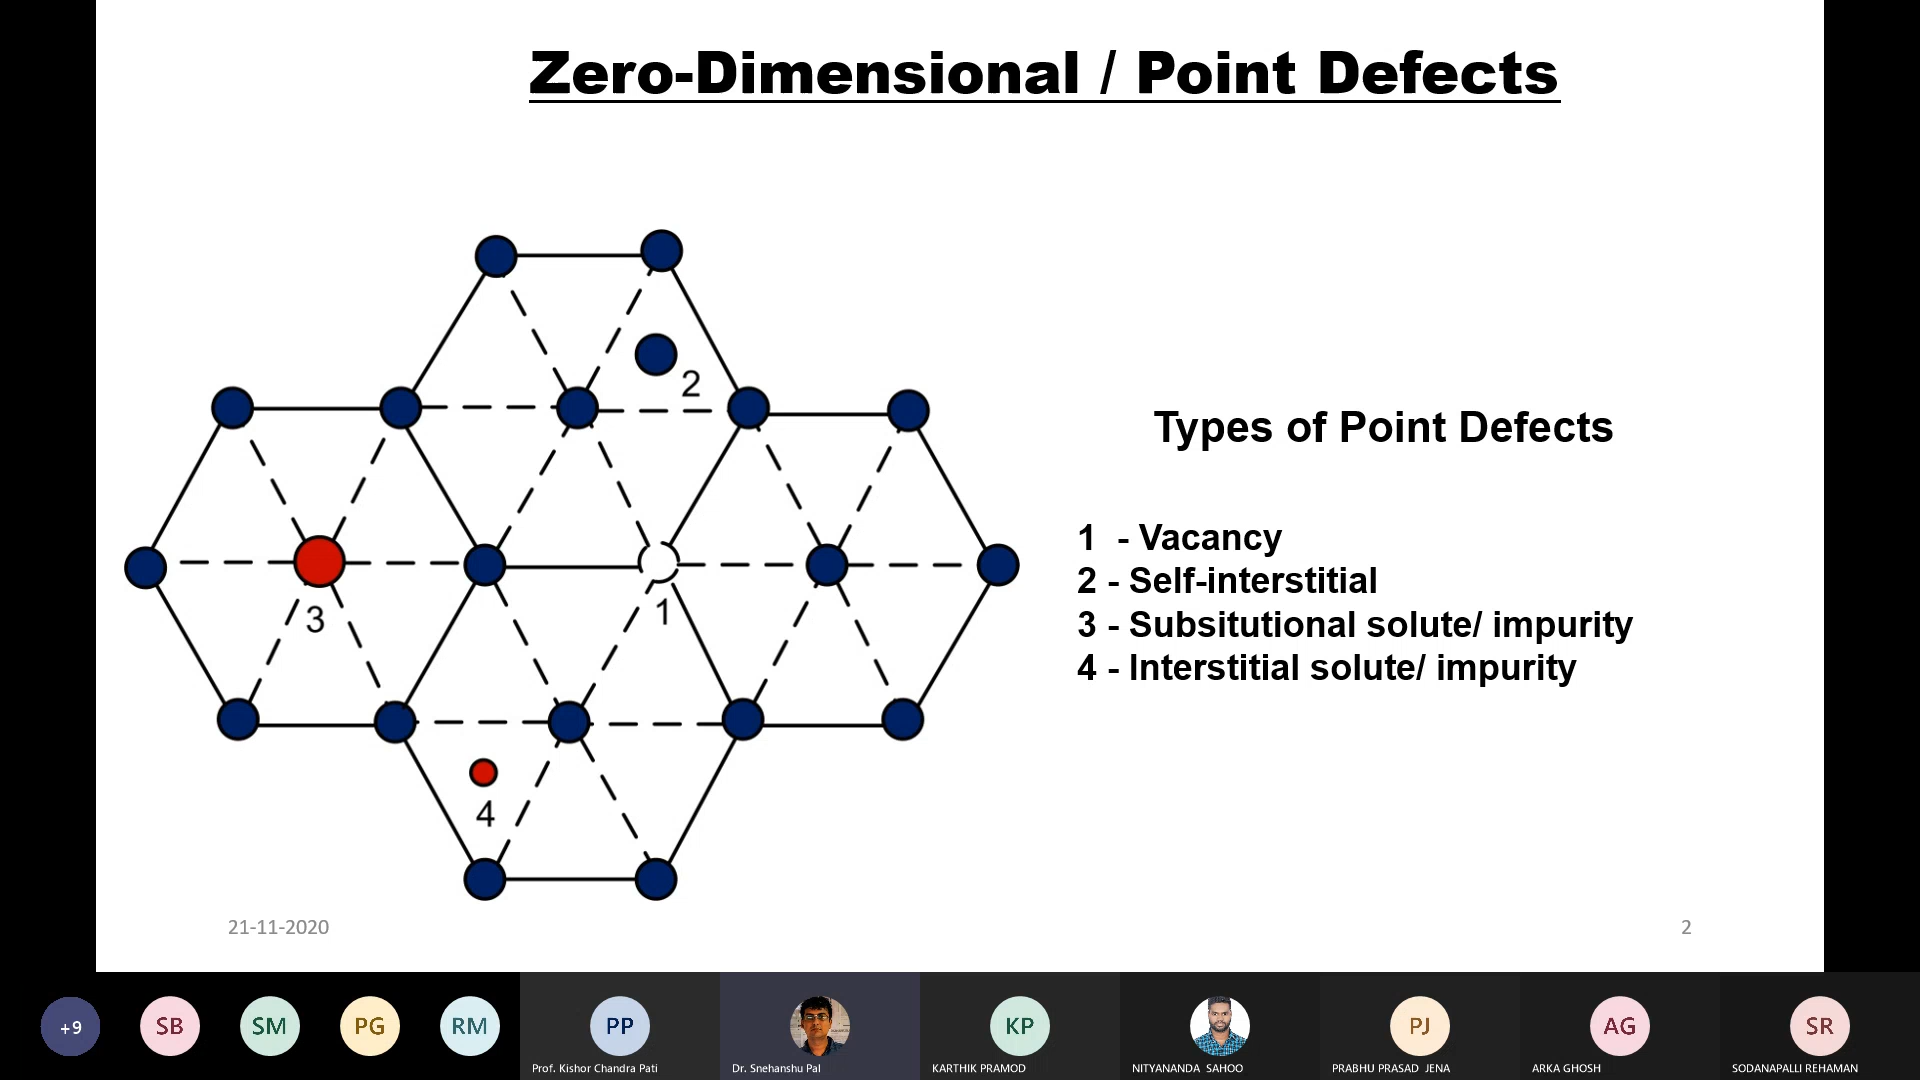 Zero-Dimensional / Point Defects
2
Types of Point Defects
1 - Vacancy
2 - Self-interstitial
3 - Subsitutional solute/ impurity
4 - Interstitial solute/ impurity
3
1
4
21-11-2020
2
+9
SB
SM
PG
RM
PP
KP
PJ
AG
SR
Prof. Kishor Chandra Pati
Dr. Snehanshu Pal
KARTHIK PRAMOD
NITYANANDA SAHOO
PRABHU PRASAD JENA
ARKA GHOSH
SODANAPALLI REHAMAN